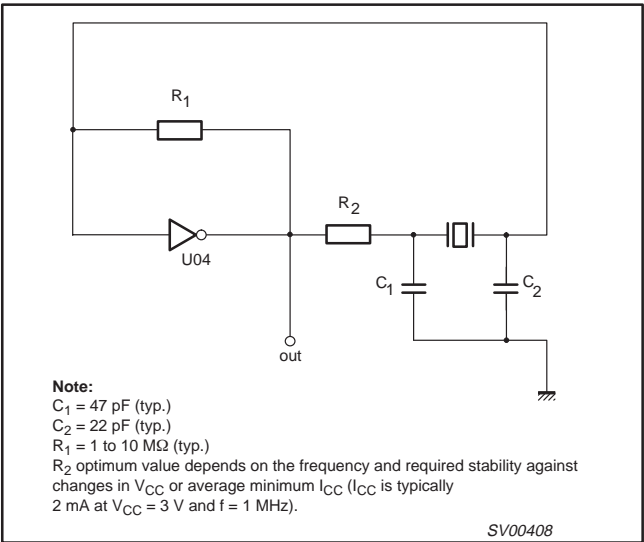 R1
R2
U04
C1
C2
out
Note:
C1 = 47 pF (typ.)
C2 = 22 pF (typ.)
R1 = 1 to 10 MΩ (typ.)
R2 optimum value depends on the frequency and required stability against
changes in VCC or average minimum ICC (ICC is typically
2 mA at VCC = 3 V and f = 1 MHz).
SV00408